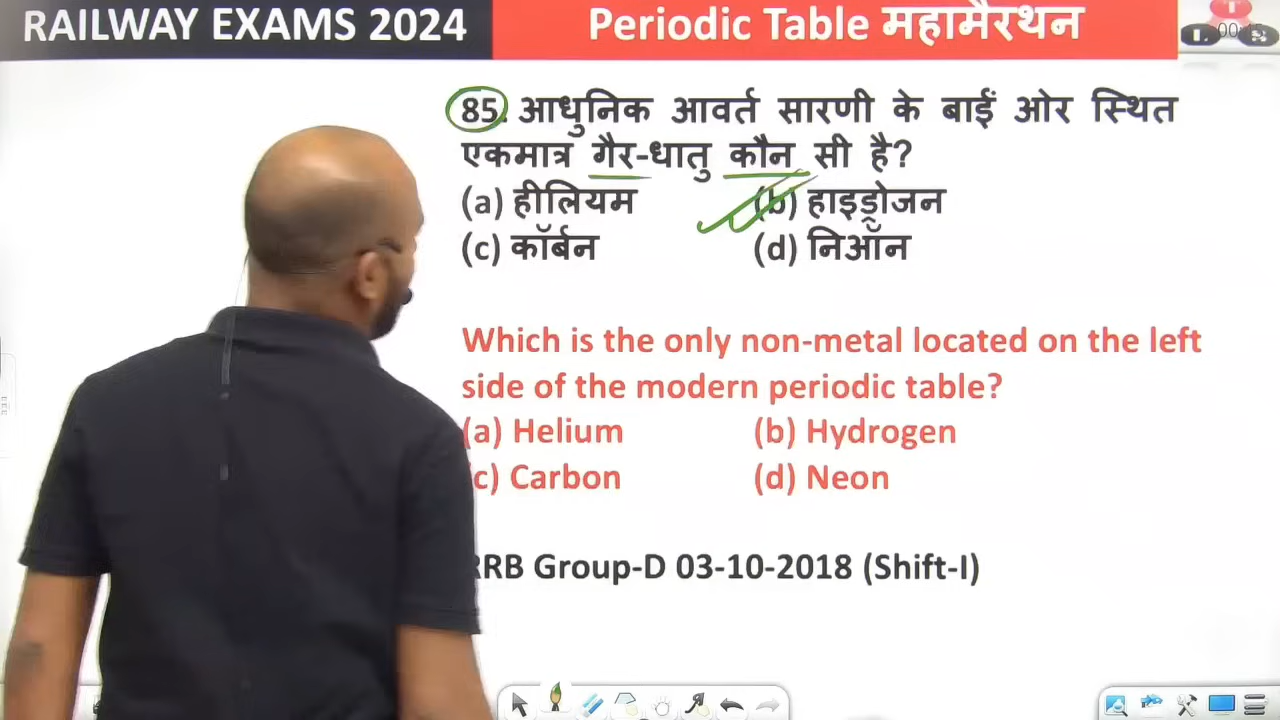 RAILWAY EXAMS 2024
Periodic Table महामैरथन
85. आधुनिक आवर्त सारणी के बाईं ओर स्थित
एकमात्र गैर-धातु कौन सी है?
(a) हीलियम (b) हाइड्रोजन
(c) कॉर्बन (d) निऑन
Which is the only non-metal located on the left
side of the modern periodic table?
(a) Helium (b) Hydrogen
c) Carbon (d) Neon
RRB Group-D 03-10-2018 (Shift-I)